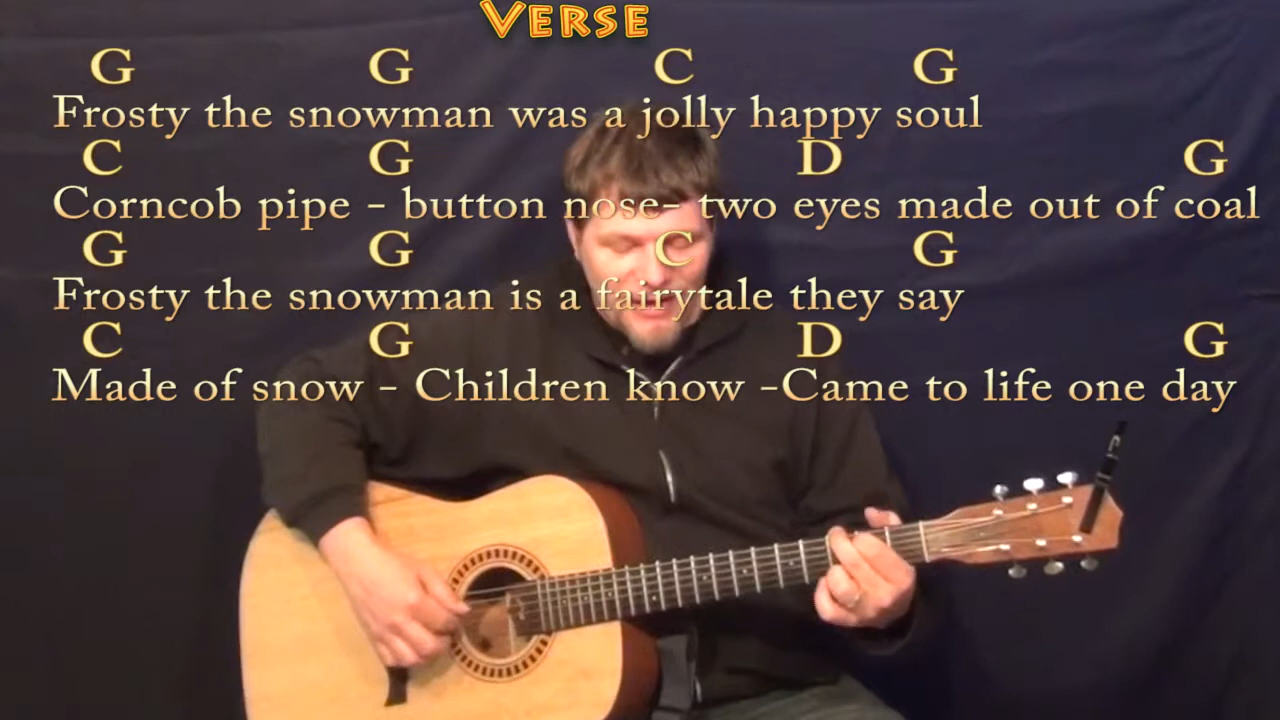 VERSE
G G C G
Frosty the snowman was a jolly happy soul
C G D G
Corncob pipe - button nose- two eyes made out of coal
G G C G
Frosty the snowman is a fairytale they say
C G D G
Made of snow - Children know -Came to life one day